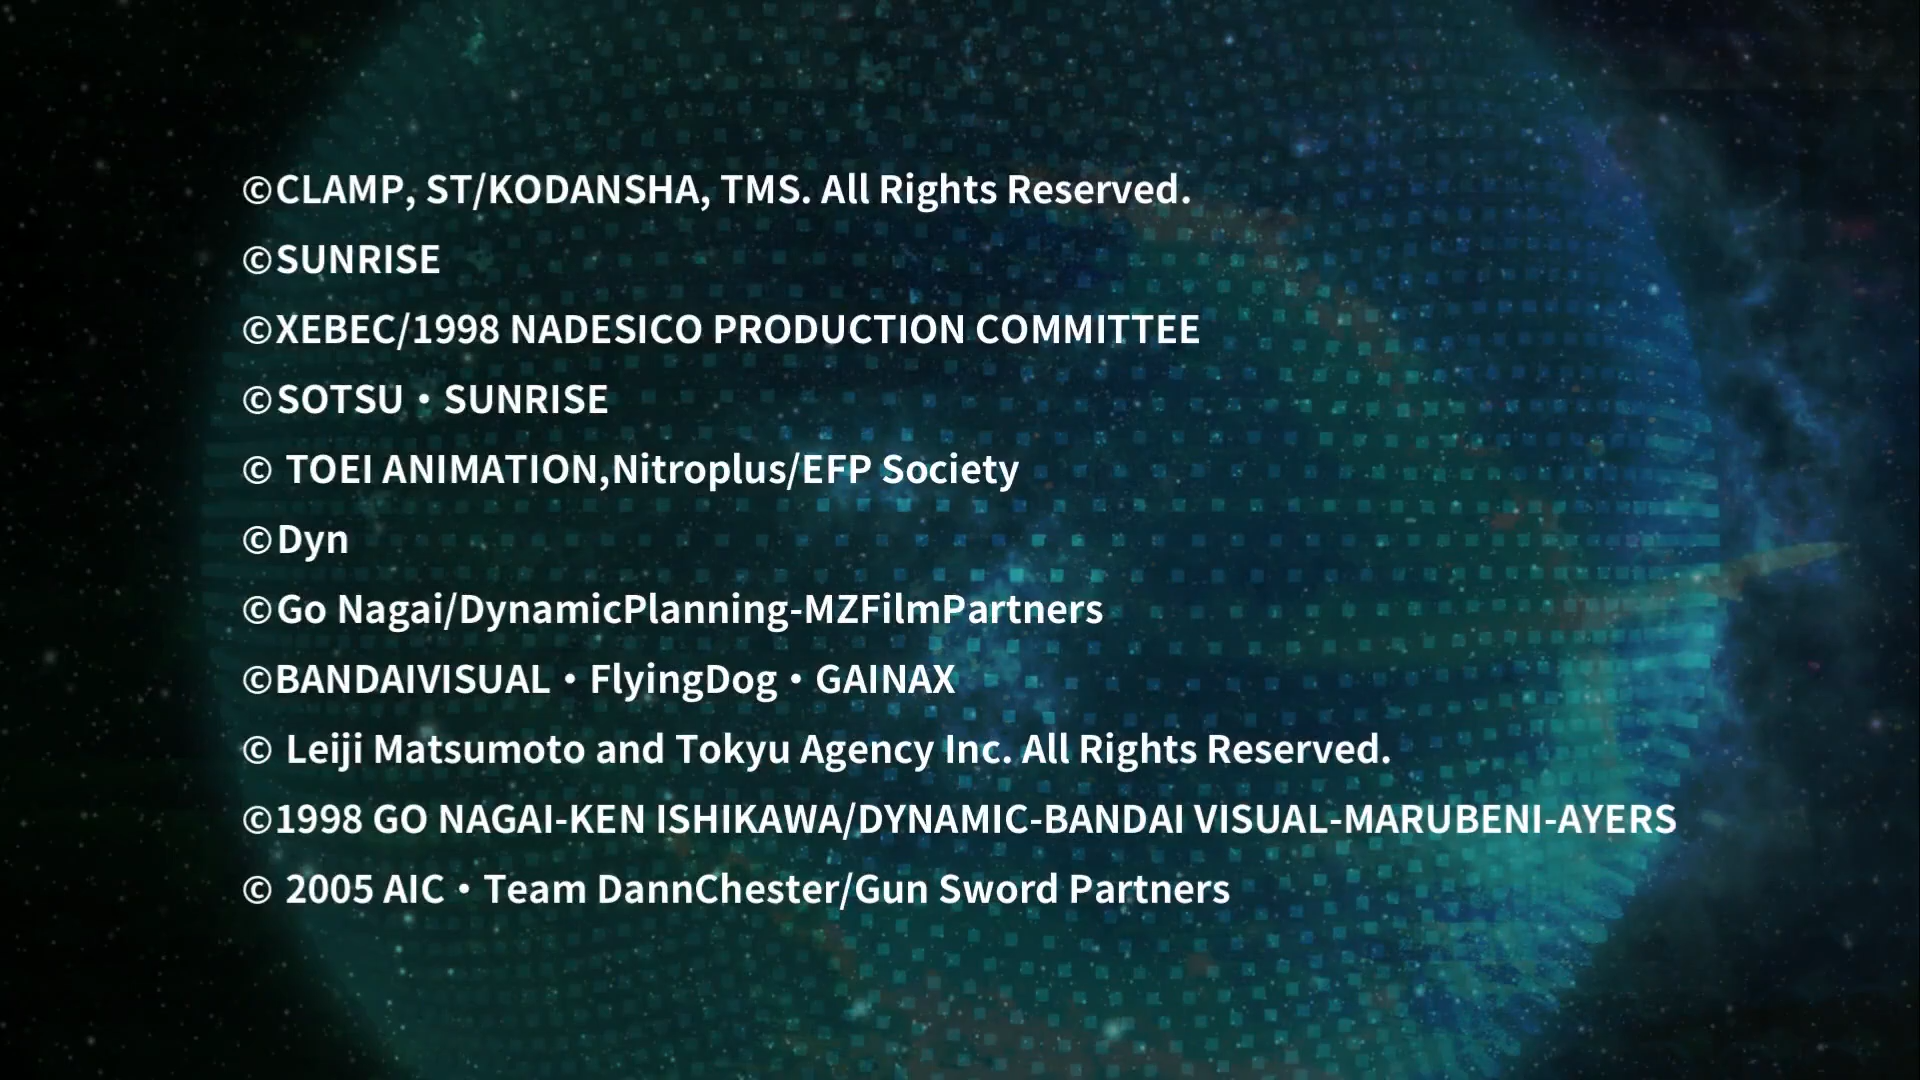 ©CLAMP, ST/KODANSHA, TMS. All Rights Reserved.
©SUNRISE
©XEBEC/1998 NADESICO PRODUCTION COMMITTEE
©SOTSU・SUNRISE
© TOEI ANIMATION,Nitroplus/EFP Society
©Dyn
©Go Nagai/DynamicPlanning-MZFilmPartners
©BANDAIVISUAL・FlyingDog・GAINAX
© Leiji Matsumoto and Tokyu Agency Inc. All Rights Reserved.
©1998 GO NAGAI-KEN ISHIKAWA/DYNAMIC-BANDAI VISUAL-MARUBENI-AYERS
© 2005 AIC・Team DannChester/Gun Sword Partners